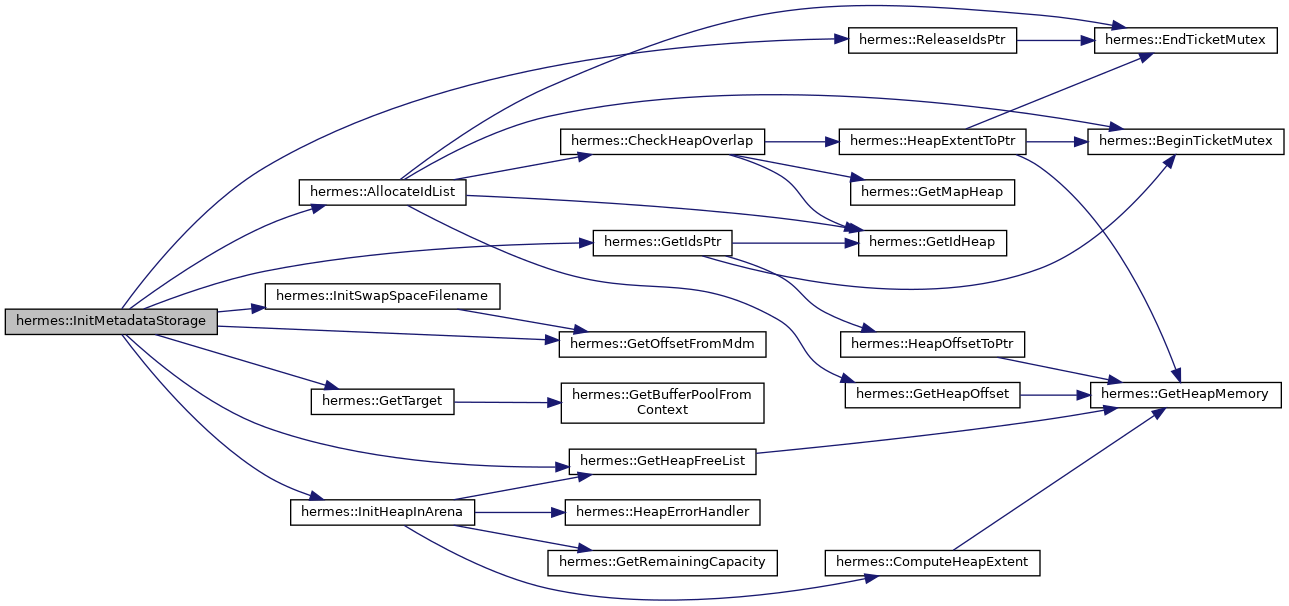 hermes::ReleaseIdsPtr
hermes::EndTicketMutex
hermes::CheckHeapOverlap
hermes::HeapExtentToPtr
hermes::BeginTicketMutex
hermes::AllocateIdList
hermes::GetMapHeap
hermes::GetIdsPtr
hermes::GetIdHeap
hermes::InitSwapSpaceFilename
hermes::InitMetadataStorage
hermes::GetOffsetFromMdm
hermes::HeapOffsetToPtr
hermes::GetTarget
hermes::GetBufferPoolFrom
Context
hermes::GetHeapOffset
hermes::GetHeapMemory
hermes::GetHeapFreeList
hermes::InitHeapInArena
hermes::HeapErrorHandler
hermes::GetRemainingCapacity
hermes::ComputeHeapExtent